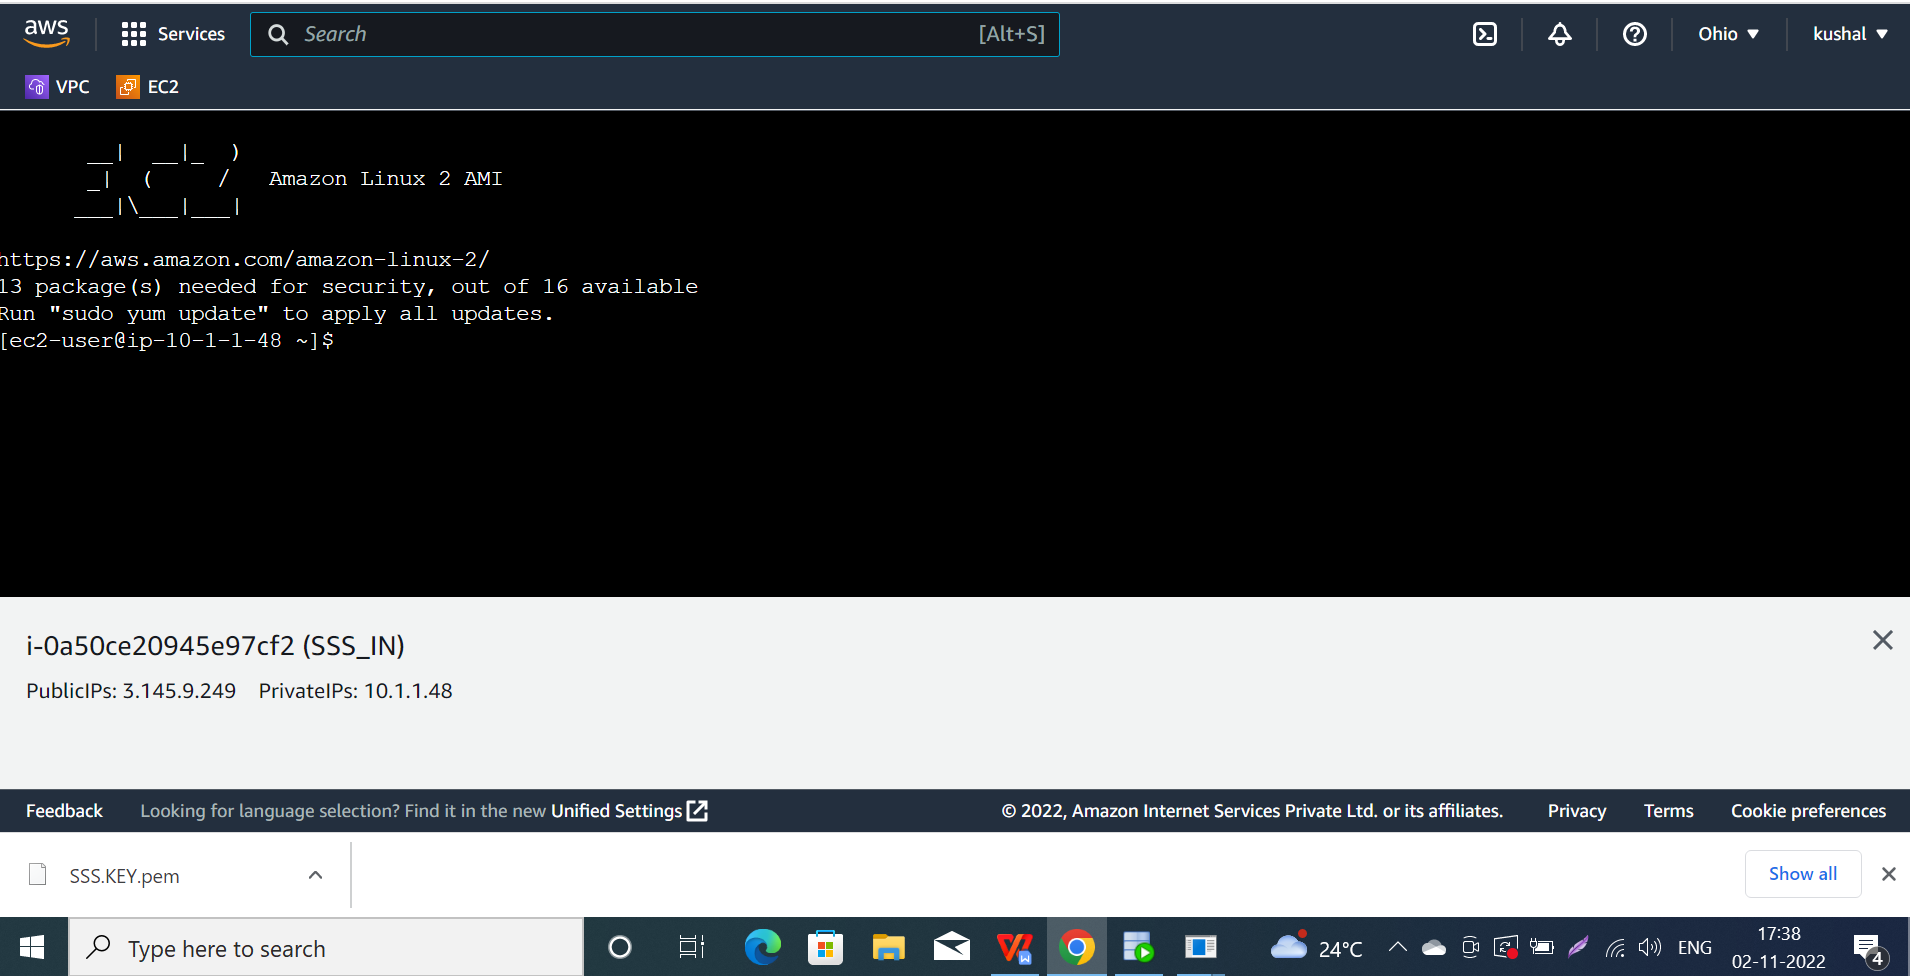 aws
Services
Search
[Alt+S]
Ohio
kushal
VPC
EC2
__|  __|_  )
_|  (     /   Amazon Linux 2 AMI
___|\___|___|
https://aws.amazon.com/amazon-linux-2/
13 package(s) needed for security, out of 16 available
Run "sudo yum update" to apply all updates.
[ec2-user@ip-10-1-1-48 ~]$
i-0a50ce20945e97cf2 (SSS_IN)
PublicIPs: 3.145.9.249 PrivateIPs: 10.1.1.48
Feedback
Looking for language selection? Find it in the new Unified Settings
© 2022, Amazon Internet Services Private Ltd. or its affiliates.
Privacy
Terms
Cookie preferences
SSS.KEY.pem
Show all
Type here to search
24°C
ENG
17:38
02-11-2022
4